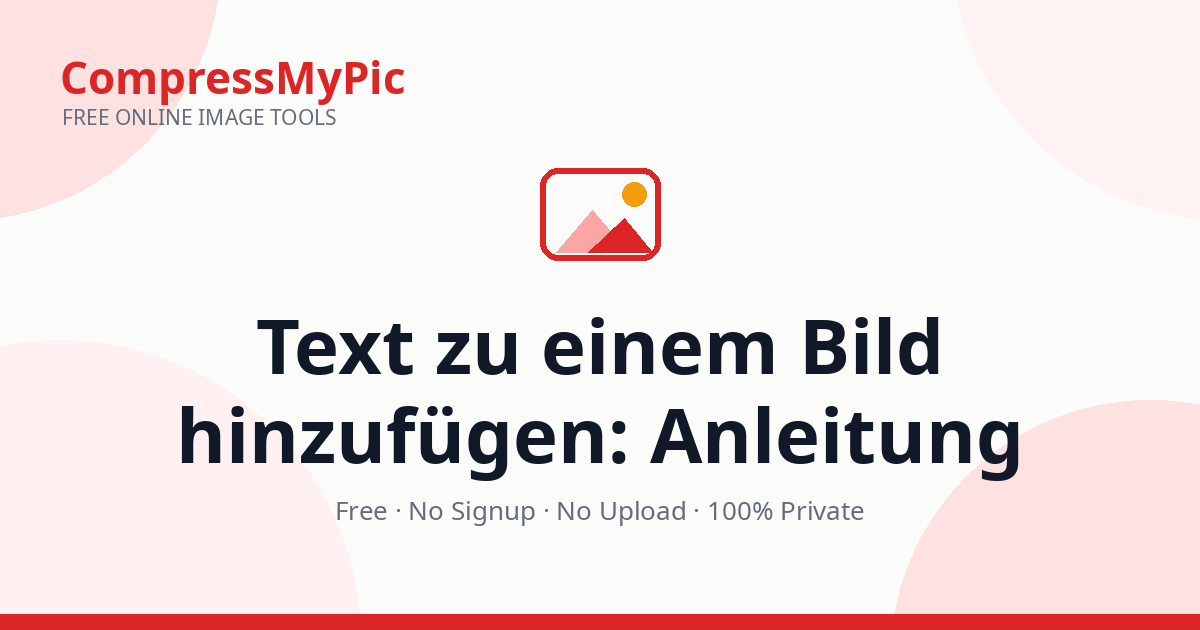 CompressMyPic
FREE ONLINE IMAGE TOOLS
Text zu einem Bild
hinzufügen: Anleitung
Free · No Signup · No Upload · 100% Private